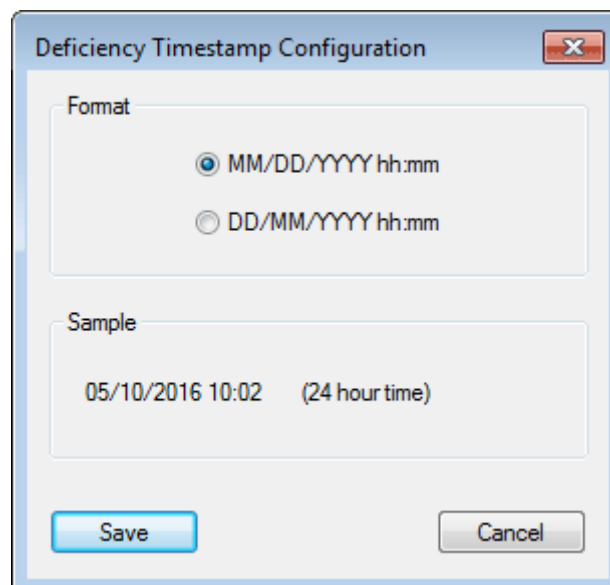 Deficiency Timestamp Configuration
Format
MM/DD/YYYY hh:mm
DD/MM/YYYY hh:mm
Sample
05/10/2016 10:02 (24 hour time)
Save Cancel